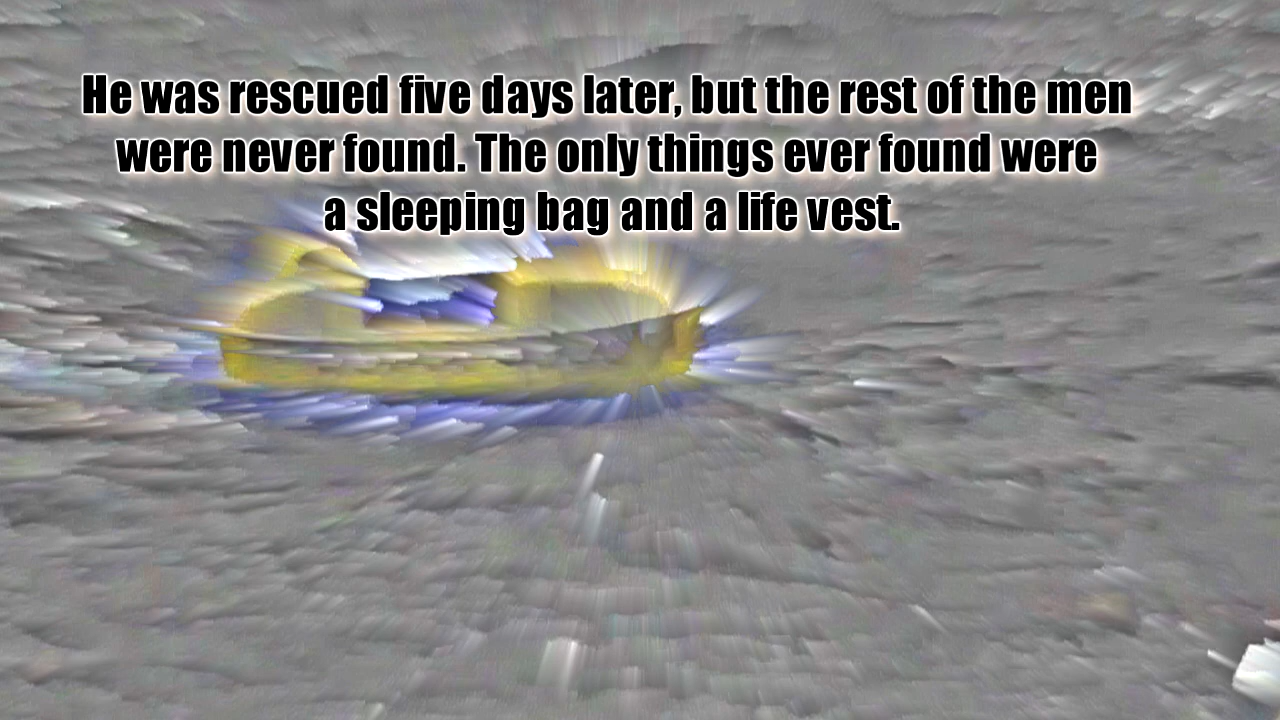 He was rescued five days later, but the rest of the men
were never found. The only things ever found were
a sleeping bag and a life vest.